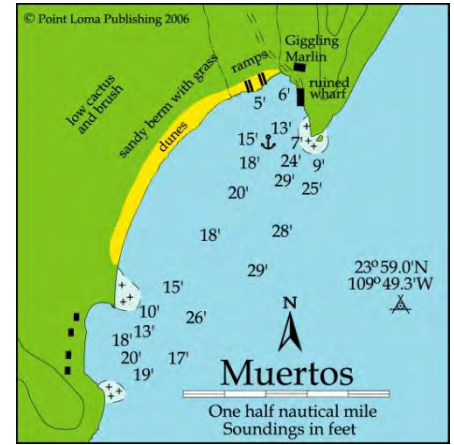 © Point Loma Publishing 2006
Giggling
Marlin
ramps
low cactus
and brush
sandy berm with grass
dunes
ruined
wharf
5'
6'
13'
15'
7'
18'
24'
9'
29'
25'
20'
18'
28'
29'
23º 59.0'N
109º 49.3'W
15'
10'
26'
13'
18'
20'
17'
19'
N
Muertos
One half nautical mile
Soundings in feet